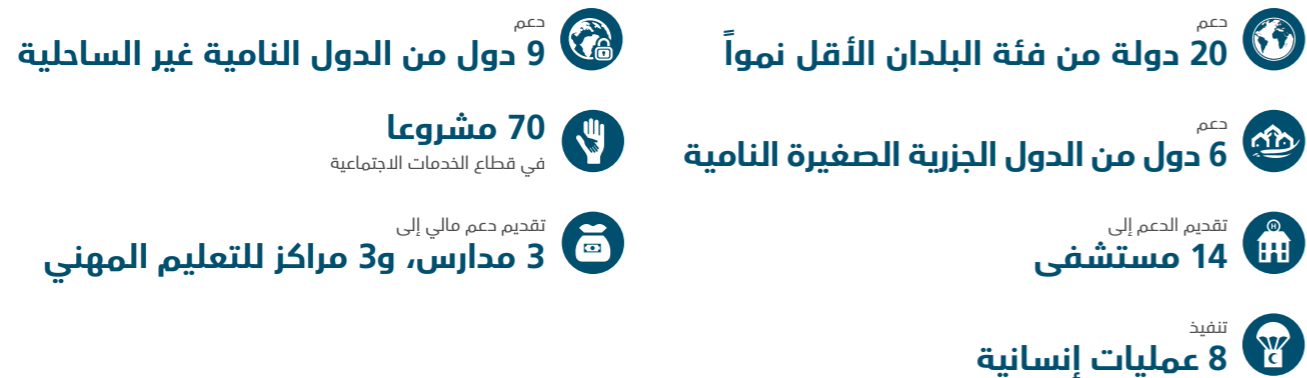 دعم
20 دولة من فئة البلدان الأقل نمواً
دعم
6 دول من الدول الجزرية الصغيرة النامية
تقديم الدعم إلى
14 مستشفى
تنفيذ
8 عمليات إنسانية
دعم
9 دول من الدول النامية غير الساحلية
70 مشروعا
في قطاع الخدمات الاجتماعية
تقديم دعم مالي إلى
3 مدارس، و3 مراكز للتعليم المهني